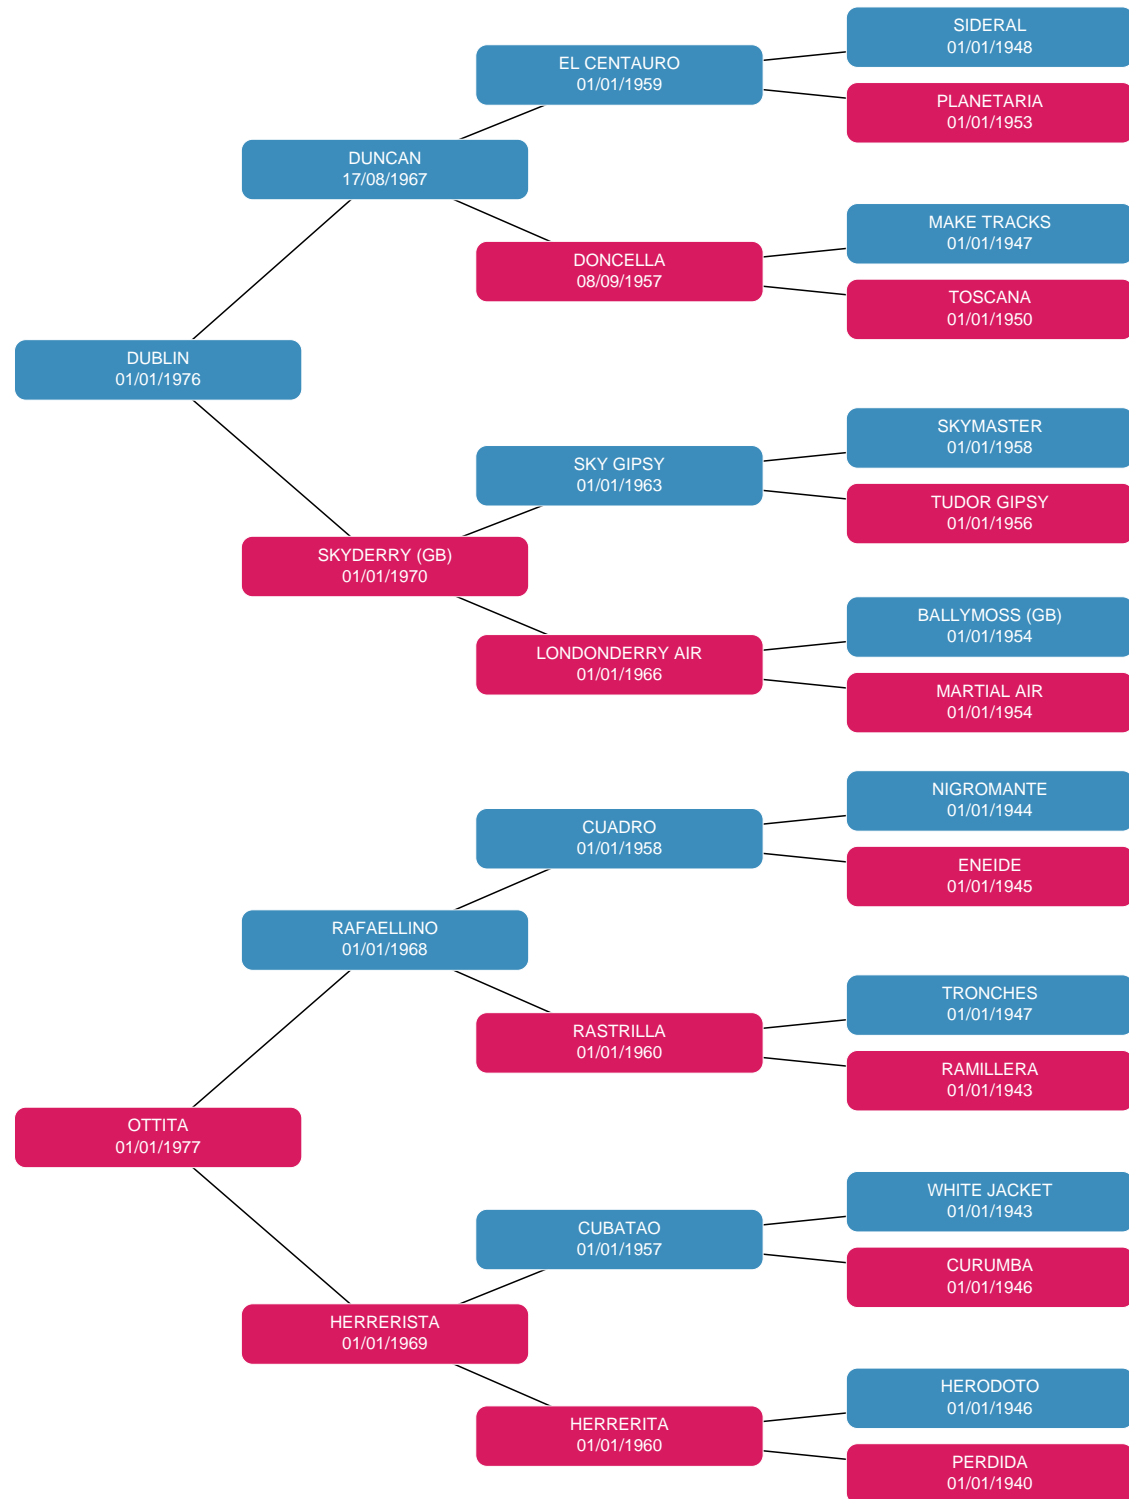 SIDERAL
01/01/1948
EL CENTAURO
01/01/1959
PLANETARIA
01/01/1953
DUNCAN
17/08/1967
MAKE TRACKS
01/01/1947
DONCELLA
08/09/1957
TOSCANA
01/01/1950
DUBLIN
01/01/1976
SKYMASTER
01/01/1958
SKY GIPSY
01/01/1963
TUDOR GIPSY
01/01/1956
SKYDERRY (GB)
01/01/1970
BALLYMOSS (GB)
01/01/1954
LONDONDERRY AIR
01/01/1966
MARTIAL AIR
01/01/1954
NIGROMANTE
01/01/1944
CUADRO
01/01/1958
ENEIDE
01/01/1945
RAFAELLINO
01/01/1968
TRONCHES
01/01/1947
RASTRILLA
01/01/1960
RAMILLERA
01/01/1943
OTTITA
01/01/1977
WHITE JACKET
01/01/1943
CUBATAO
01/01/1957
CURUMBA
01/01/1946
HERRERISTA
01/01/1969
HERODOTO
01/01/1946
HERRERITA
01/01/1960
PERDIDA
01/01/1940